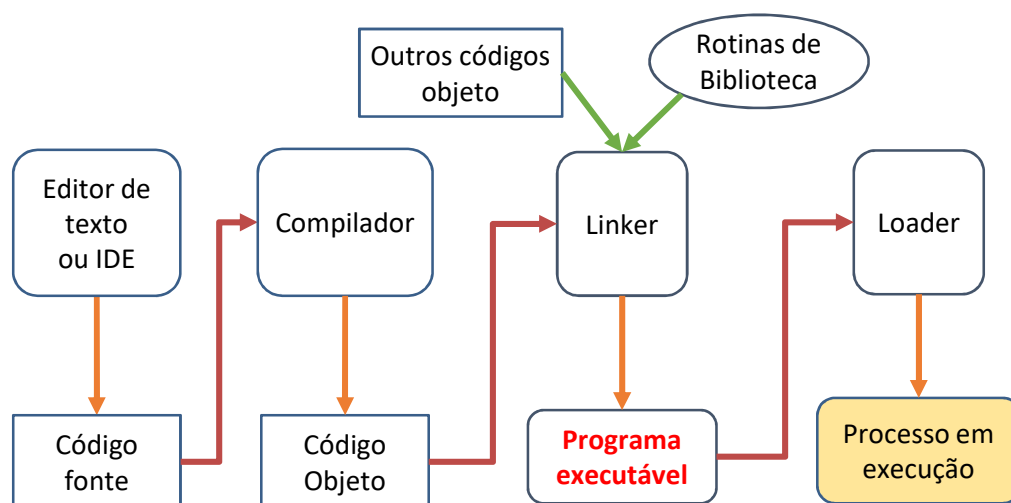 Outros códigos
objeto
Rotinas de
Biblioteca
Editor de
texto
ou IDE
Compilador
Linker
Loader
Código
fonte
Código
Objeto
Programa
executável
Processo em
execução